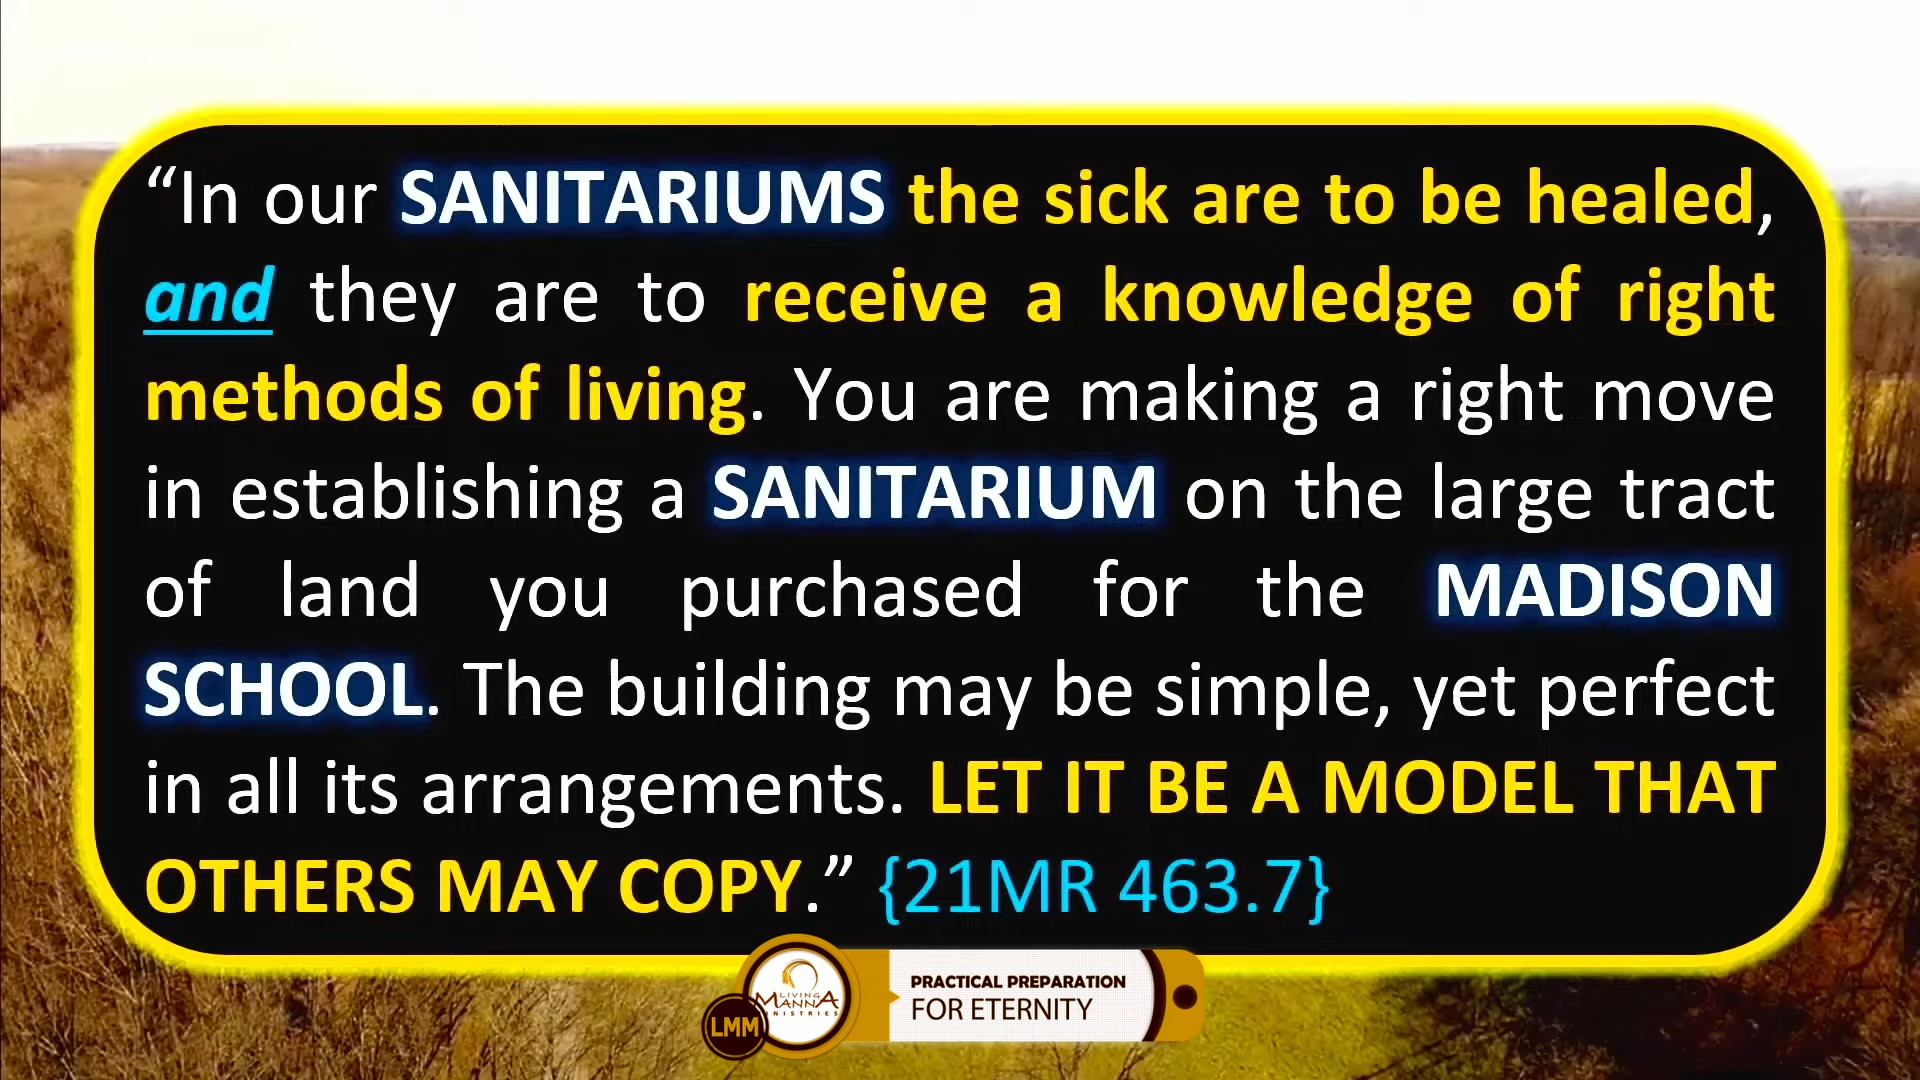 “In our SANITARIUMS the sick are to be healed,
and they are to receive a knowledge of right
methods of living. You are making a right move
in establishing a SANITARIUM on the large tract
of land you purchased for the MADISON
SCHOOL. The building may be simple, yet perfect
in all its arrangements. LET IT BE A MODEL THAT
OTHERS MAY COPY.” {21MR 463.7}
LIVING
MANNA
MINISTRIES
LMM
PRACTICAL PREPARATION
FOR ETERNITY